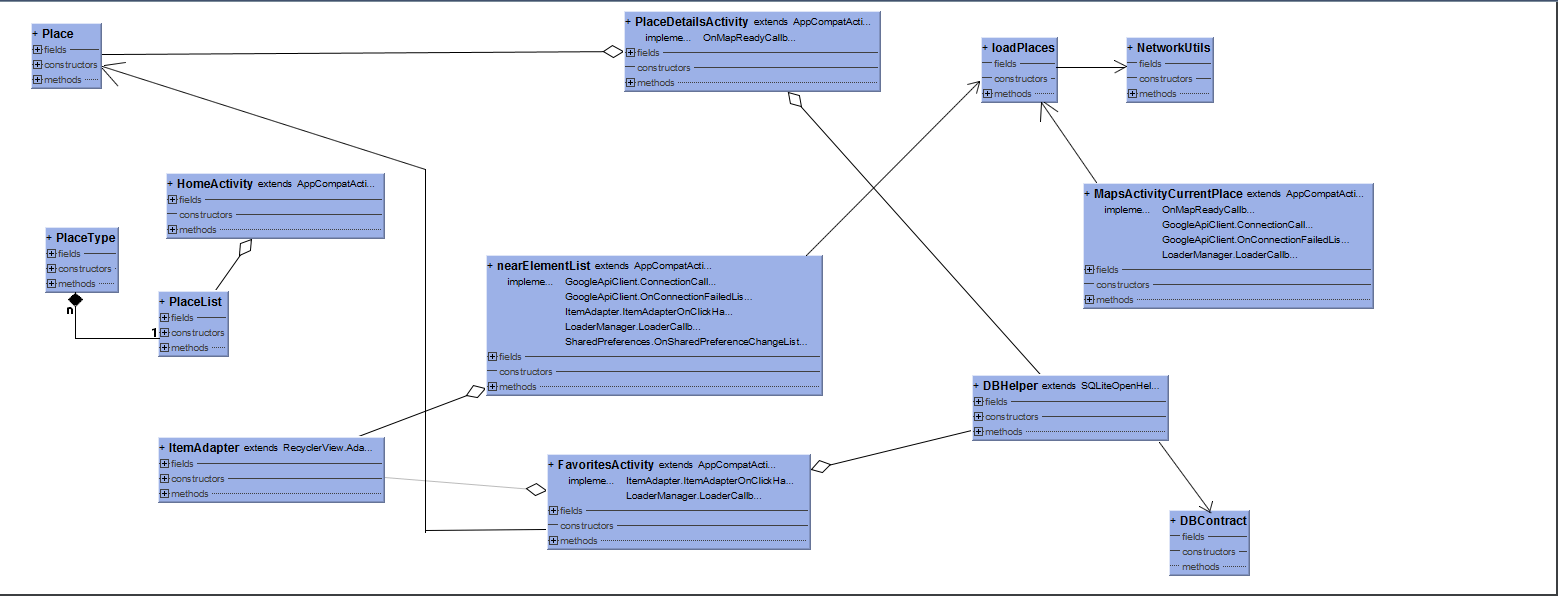 + Place
fields
constructors
methods
+ PlaceDetailsActivity extends AppCompatActi...
impleme... OnMapReadyCallb...
fields
constructors
methods
+ loadPlaces
fields
constructors
methods
+ NetworkUtils
fields
constructors
methods
+ HomeActivity extends AppCompatActi...
fields
constructors
methods
+ MapsActivityCurrentPlace extends AppCompatActi...
impleme... OnMapReadyCallb...
GoogleApiClient.ConnectionCall...
GoogleApiClient.OnConnectionFailedLis...
LoaderManager.LoaderCallb...
fields
constructors
methods
+ PlaceType
fields
constructors
methods
n
1
+ PlaceList
fields
constructors
methods
+ nearElementList extends AppCompatActi...
impleme... GoogleApiClient.ConnectionCall...
GoogleApiClient.OnConnectionFailedLis...
ItemAdapter.ItemAdapterOnClickHa...
LoaderManager.LoaderCallb...
SharedPreferences.OnSharedPreferenceChangeList...
fields
constructors
methods
+ DBHelper extends SQLiteOpenHel...
fields
constructors
methods
+ ItemAdapter extends RecyclerView.Ada...
fields
constructors
methods
+ FavoritesActivity extends AppCompatActi...
impleme... ItemAdapter.ItemAdapterOnClickHa...
LoaderManager.LoaderCallb...
fields
constructors
methods
+ DBContract
fields
constructors
methods